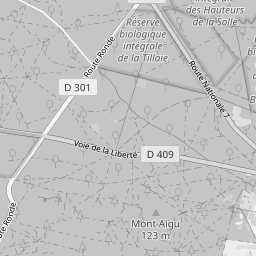 Réserve
biologique
intégrale
de la Tillaie
intégrale
des Hauteurs
de la Solle
Route Ronde
D 301
Route Nationale 7
Voie de la Liberté
D 409
Mont Aigu
123 m
Route Ronde